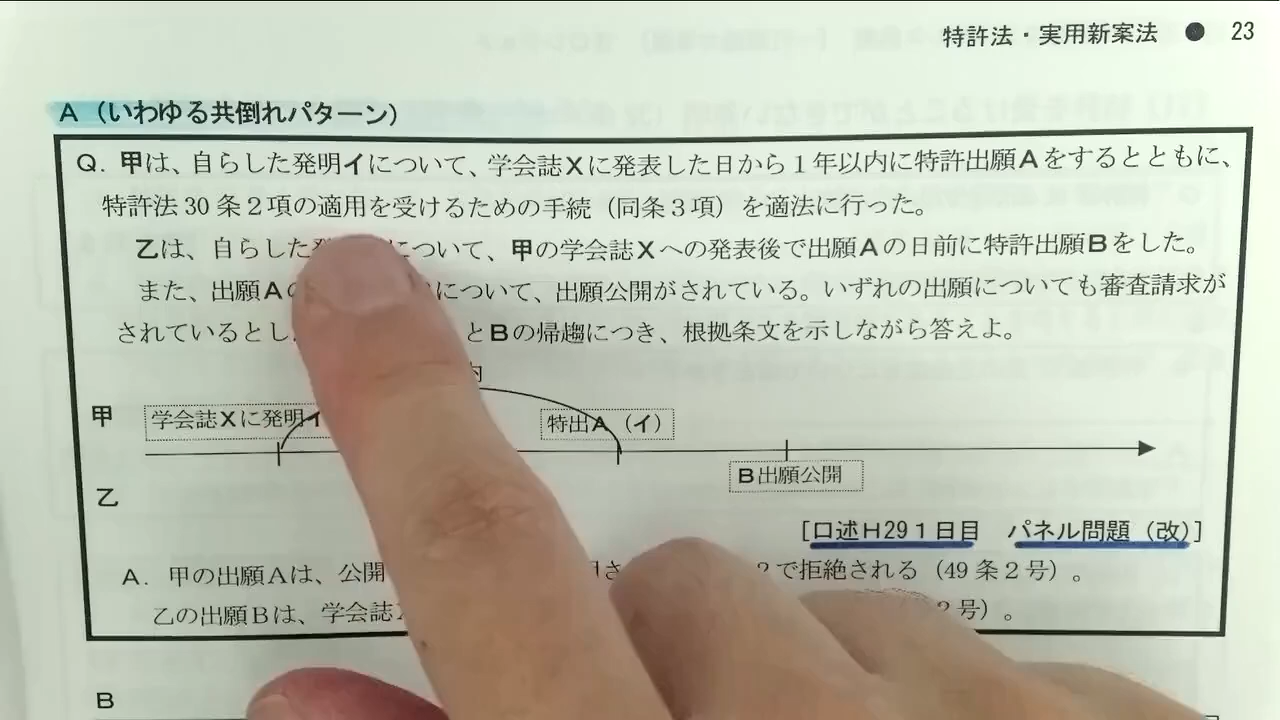 特許法・実用新案法 ● 23
A(いわゆる共倒れパターン)
Q. 甲は、自らした発明イについて、学会誌Xに発表した日から1年以内に特許出願Aをするとともに、
特許法30条2項の適用を受けるための手続(同条3項)を適法に行った。
乙は、自らした について、甲の学会誌Xへの発表後で出願Aの日前に特許出願Bをした。
また、出願A について、出願公開がされている。いずれの出願についても審査請求が
されているとし とBの帰趨につき、根拠条文を示しながら答えよ。
内
甲 学会誌Xに発明イ 特出A(イ)
B出願公開
乙
[口述H29 1日目 パネル問題(改)]
A. 甲の出願Aは、公開 2で拒絶される(49条2号)。
乙の出願Bは、学会誌 2号)。
B